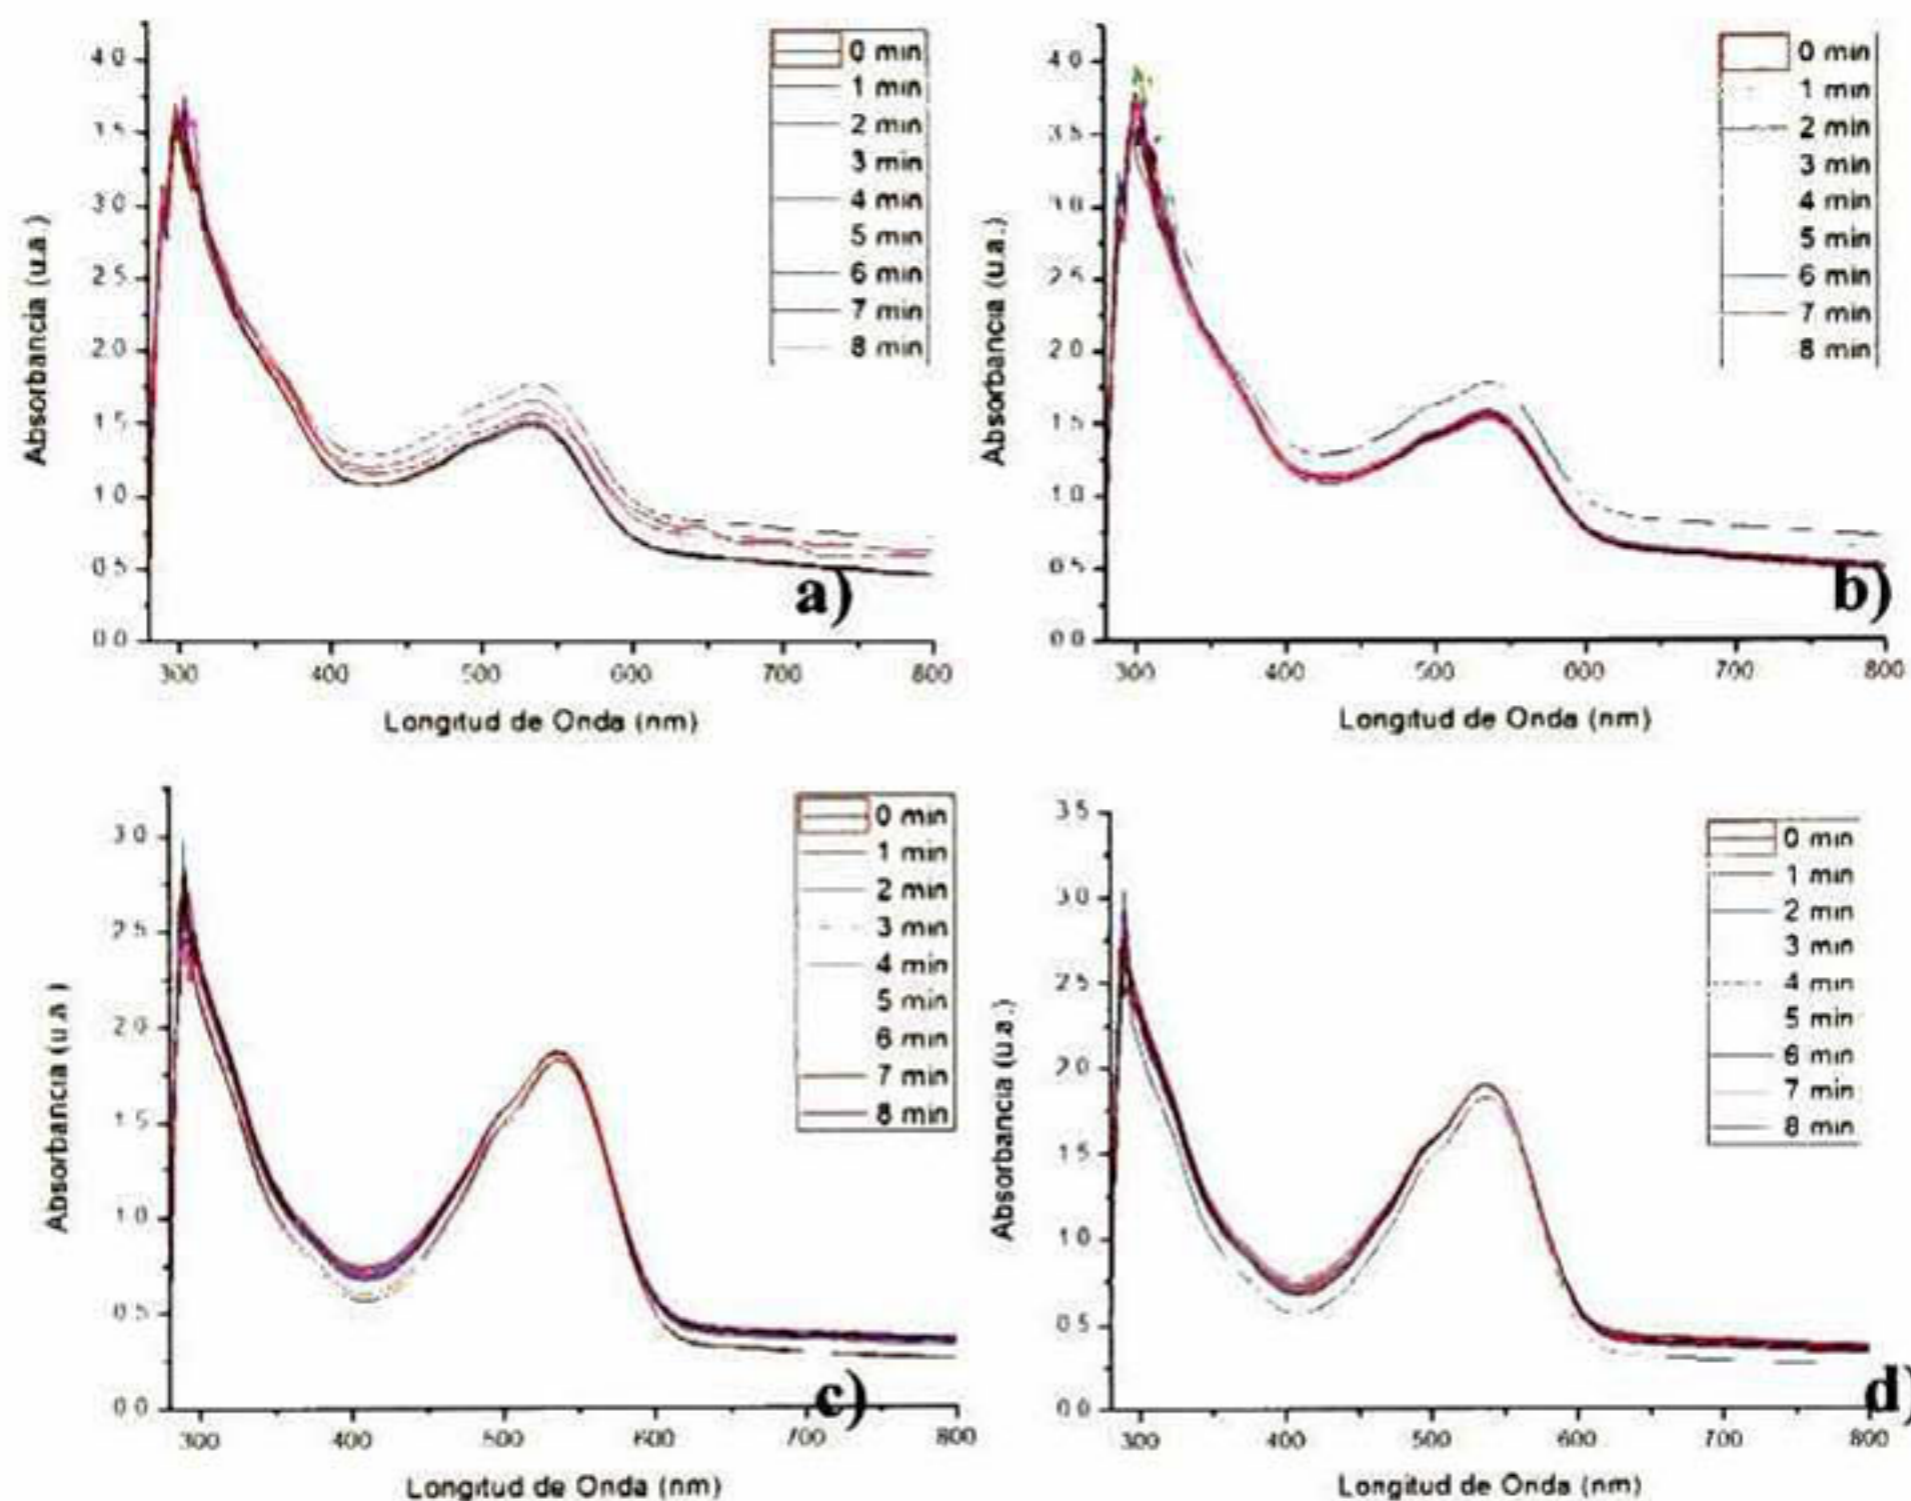 4.0
3.5
3.0
2.5
2.0
1.5
1.0
0.5
0.0
Absorbancia (u.a.)
300 400 500 600 700 800
Longitud de Onda (nm)
0 min
1 min
2 min
3 min
4 min
5 min
6 min
7 min
8 min
a)
4.0
3.5
3.0
2.5
2.0
1.5
1.0
0.5
0.0
Absorbancia (u.a.)
300 400 500 600 700 800
Longitud de Onda (nm)
0 min
1 min
2 min
3 min
4 min
5 min
6 min
7 min
8 min
b)
3.0
2.5
2.0
1.5
1.0
0.5
0.0
Absorbancia (u.a.)
300 400 500 600 700 800
Longitud de Onda (nm)
0 min
1 min
2 min
3 min
4 min
5 min
6 min
7 min
8 min
c)
3.5
3.0
2.5
2.0
1.5
1.0
0.5
0.0
Absorbancia (u.a.)
300 400 500 600 700 800
Longitud de Onda (nm)
0 min
1 min
2 min
3 min
4 min
5 min
6 min
7 min
8 min
d)